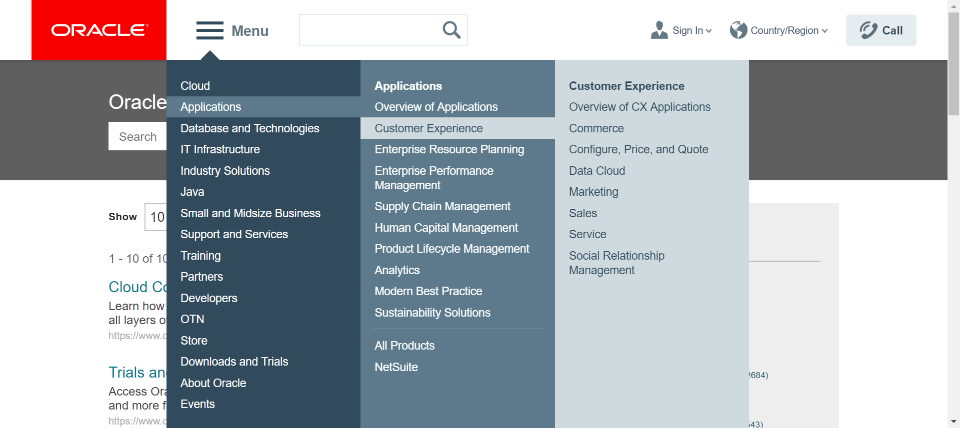 ORACLE
Menu
Sign In
Country/Region
Call
Oracle
Search
Show 10
1 - 10 of 10
Cloud Co
Learn how
all layers o
https://www.o
Trials an
Access Ora
and more f
https://www.o
Cloud
Applications
Database and Technologies
IT Infrastructure
Industry Solutions
Java
Small and Midsize Business
Support and Services
Training
Partners
Developers
OTN
Store
Downloads and Trials
About Oracle
Events
Applications
Overview of Applications
Customer Experience
Enterprise Resource Planning
Enterprise Performance
Management
Supply Chain Management
Human Capital Management
Product Lifecycle Management
Analytics
Modern Best Practice
Sustainability Solutions
All Products
NetSuite
Customer Experience
Overview of CX Applications
Commerce
Configure, Price, and Quote
Data Cloud
Marketing
Sales
Service
Social Relationship
Management
2684)
543)